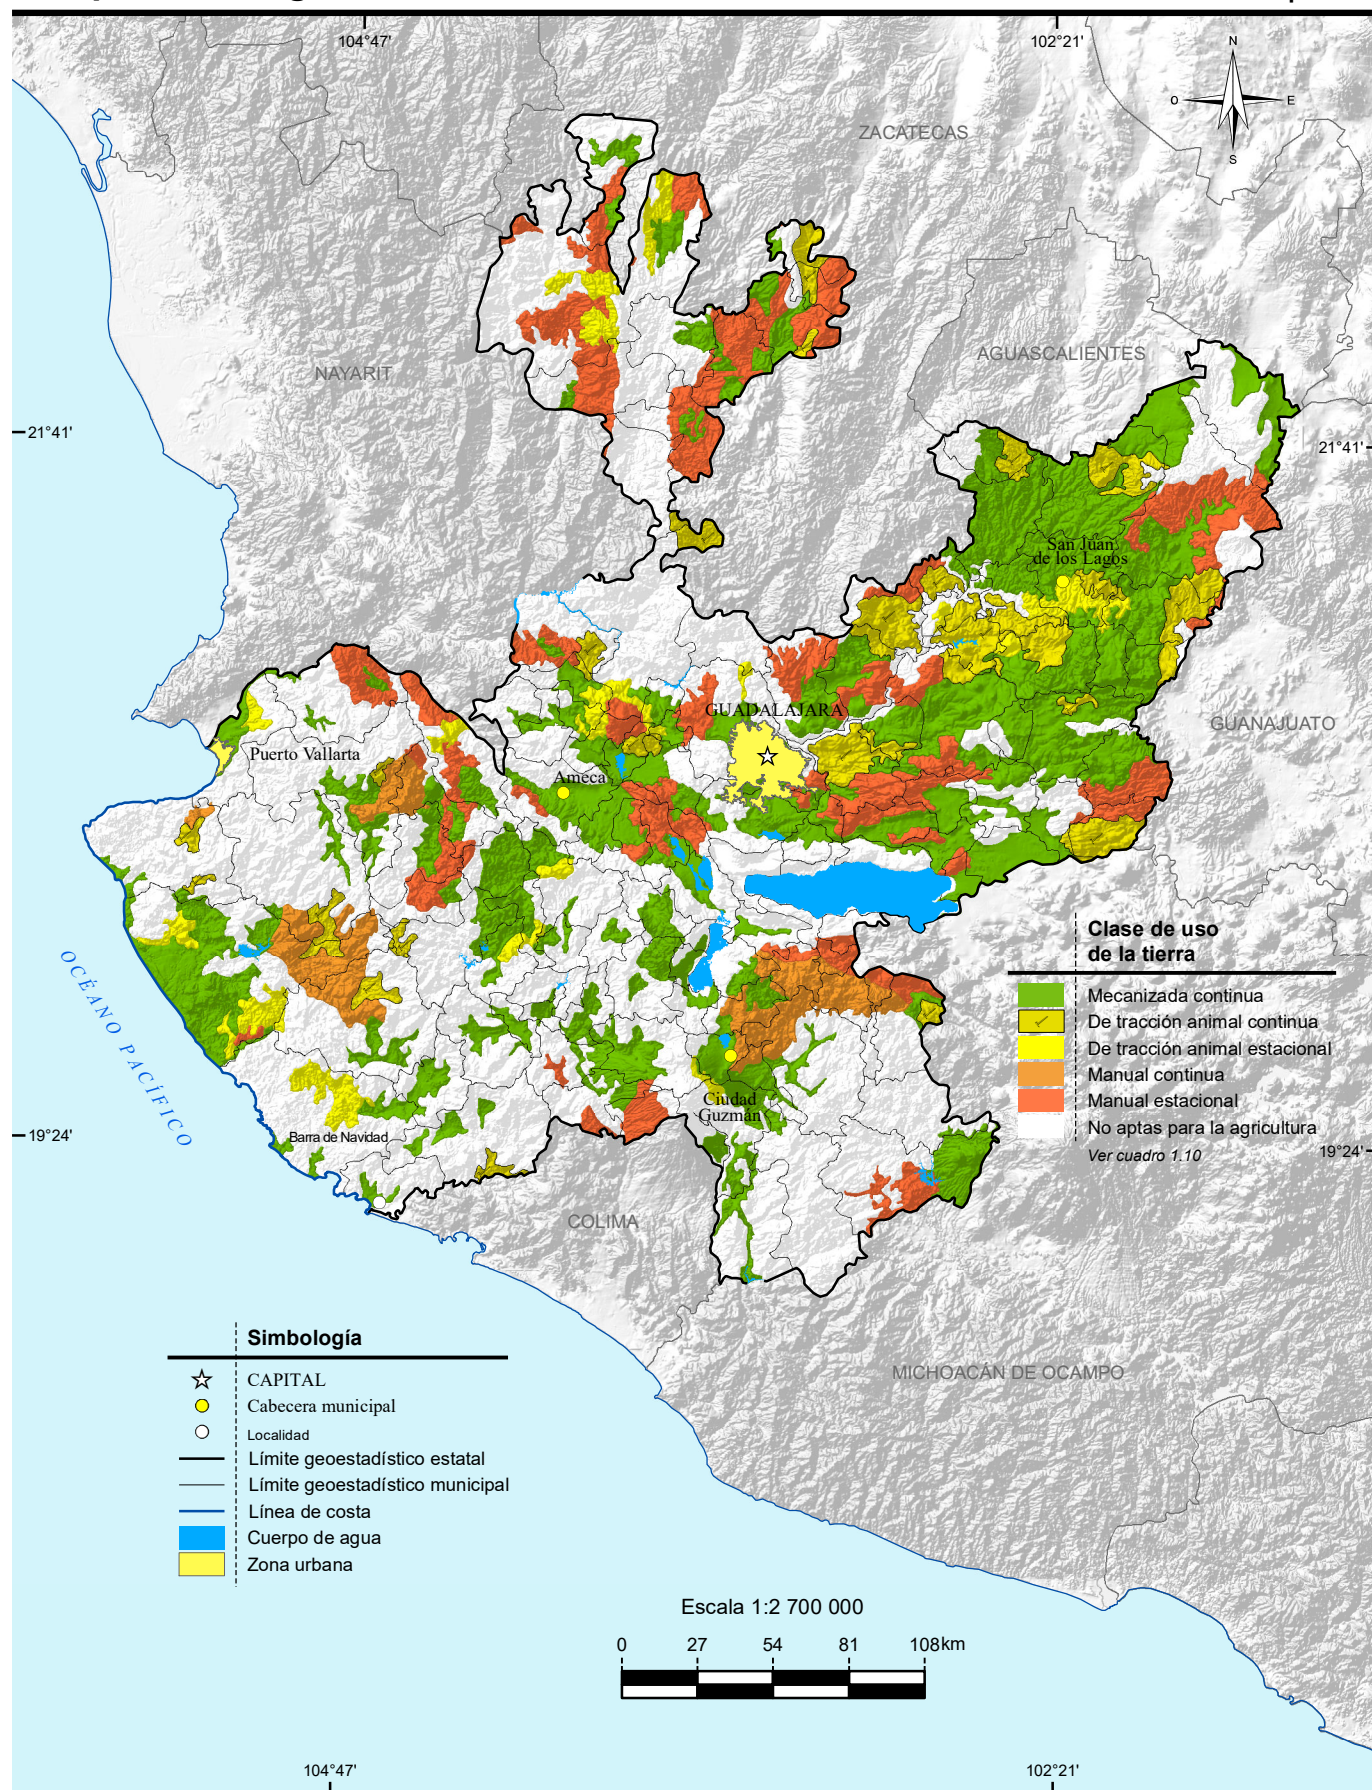 104°47'
102°21'
N
O
E
S
ZACATECAS
AGUASCALIENTES
NAYARIT
21°41'
21°41'
San Juan
de los Lagos
GUADALAJARA
GUANAJUATO
Puerto Vallarta
Ameca
OCÉANO PACÍFICO
Clase de uso
de la tierra
Mecanizada continua
De tracción animal continua
De tracción animal estacional
Manual continua
Manual estacional
No aptas para la agricultura
Ver cuadro 1.10
Ciudad
Guzmán
19°24'
Barra de Navidad
19°24'
COLIMA
MICHOACÁN DE OCAMPO
Simbología
CAPITAL
Cabecera municipal
Localidad
Límite geoestadístico estatal
Límite geoestadístico municipal
Línea de costa
Cuerpo de agua
Zona urbana
Escala 1:2 700 000
0 27 54 81 108km
104°47'
102°21'